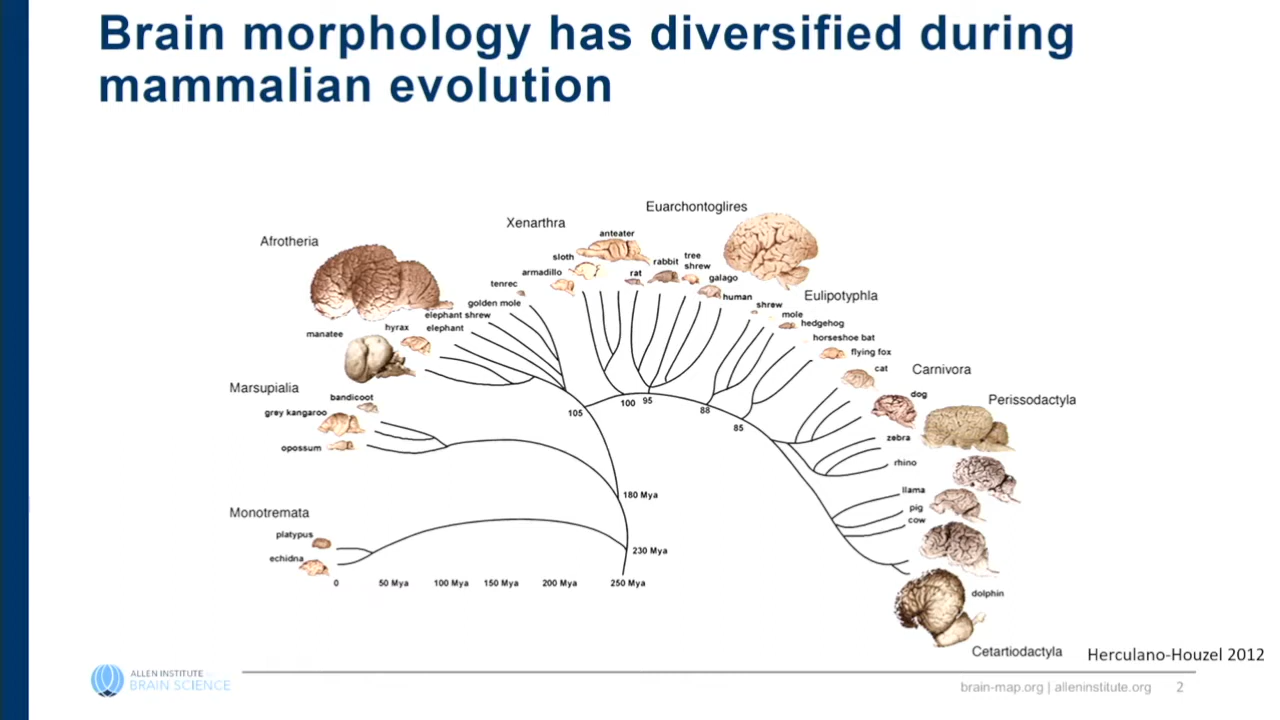 Brain morphology has diversified during
mammalian evolution
Euarchontoglires
Xenarthra
anteater
Afrotheria
sloth
tree
shrew
rabbit
armadillo
rat
galago
tenrec
human
Eulipotyphla
golden mole
shrew
elephant shrew
mole
hedgehog
hyrax
elephant
manatee
horseshoe bat
flying fox
cat
Carnivora
Marsupialia
dog
bandicoot
Perissodactyla
grey kangaroo
105
100
95
88
85
zebra
opossum
rhino
llama
180 Mya
pig
cow
Monotremata
platypus
230 Mya
echidna
0
50 Mya
100 Mya
150 Mya
200 Mya
250 Mya
dolphin
Cetartiodactyla
Herculano-Houzel 2012
ALLEN INSTITUTE
BRAIN SCIENCE
brain-map.org | alleninstitute.org
2